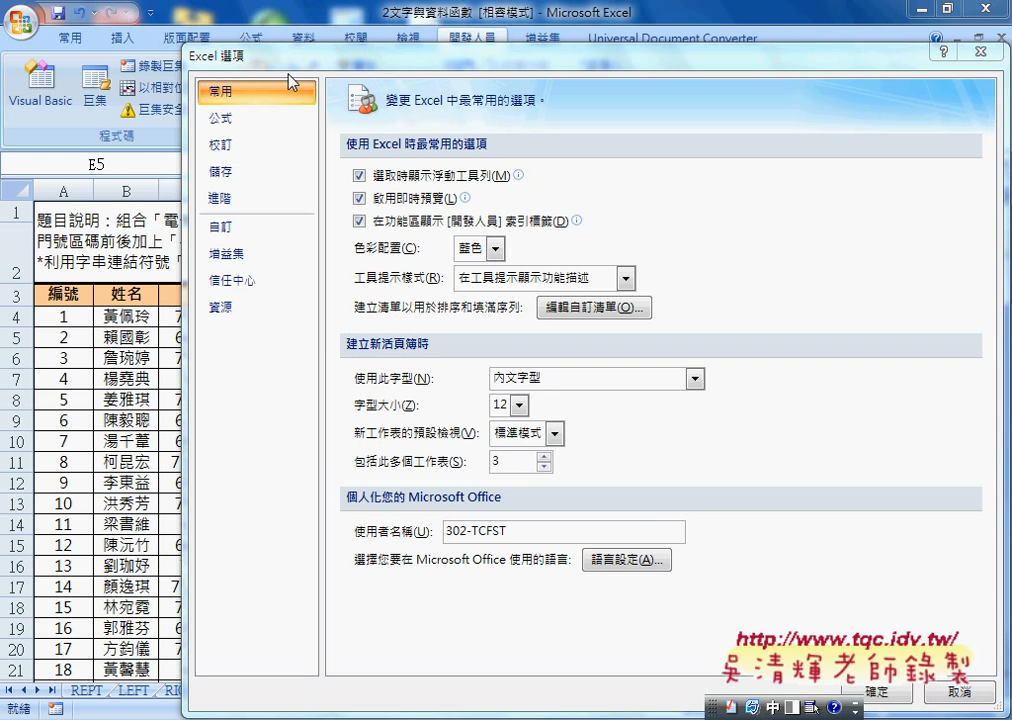 2文字與資料函數 [相容模式] - Microsoft Excel
常用 插入 版面配置 公式 資料 校閱 檢視 開發人員 增益集 Universal Document Converter
Visual Basic 巨集 錄製巨集
以相對位
巨集安全
程式碼
E5
A B
1 題目說明：組合「電
門號區碼前後加上「
2 *利用字串連結符號「
3 編號 姓名
4 1 黃佩玲 7
5 2 賴國彰 6
6 3 詹琬婷
7 4 楊堯典
8 5 姜雅琪 7
9 6 陳毅聰 6
10 7 湯千葦
11 8 柯昆宏 7
12 9 李東益 6
13 10 洪秀芳 7
14 11 梁書維
15 12 陳沅竹 6
16 13 劉珈妤
17 14 顏逸琪 7
18 15 林宛霓 7
19 16 郭雅芬 6
20 17 方鈞儀 7
21 18 黃馨慧
REPT LEFT
就緒
Excel 選項
常用
公式
校訂
儲存
進階
自訂
增益集
信任中心
資源
變更 Excel 中最常用的選項。
使用 Excel 時最常用的選項
選取時顯示浮動工具列(M)
啟用即時預覽(L)
在功能區顯示 [開發人員] 索引標籤(D)
色彩配置(C): 藍色
工具提示樣式(R): 在工具提示顯示功能描述
建立清單以用於排序和填滿序列: 編輯自訂清單(O)...
建立新活頁簿時
使用此字型(N): 內文字型
字型大小(Z): 12
新工作表的預設檢視(V): 標準模式
包括此多個工作表(S): 3
個人化您的 Microsoft Office
使用者名稱(U): 302-TCFST
選擇您要在 Microsoft Office 使用的語言: 語言設定(A)...
http://www.tqc.idv.tw/
吳清輝老師錄製
確定 取消
中